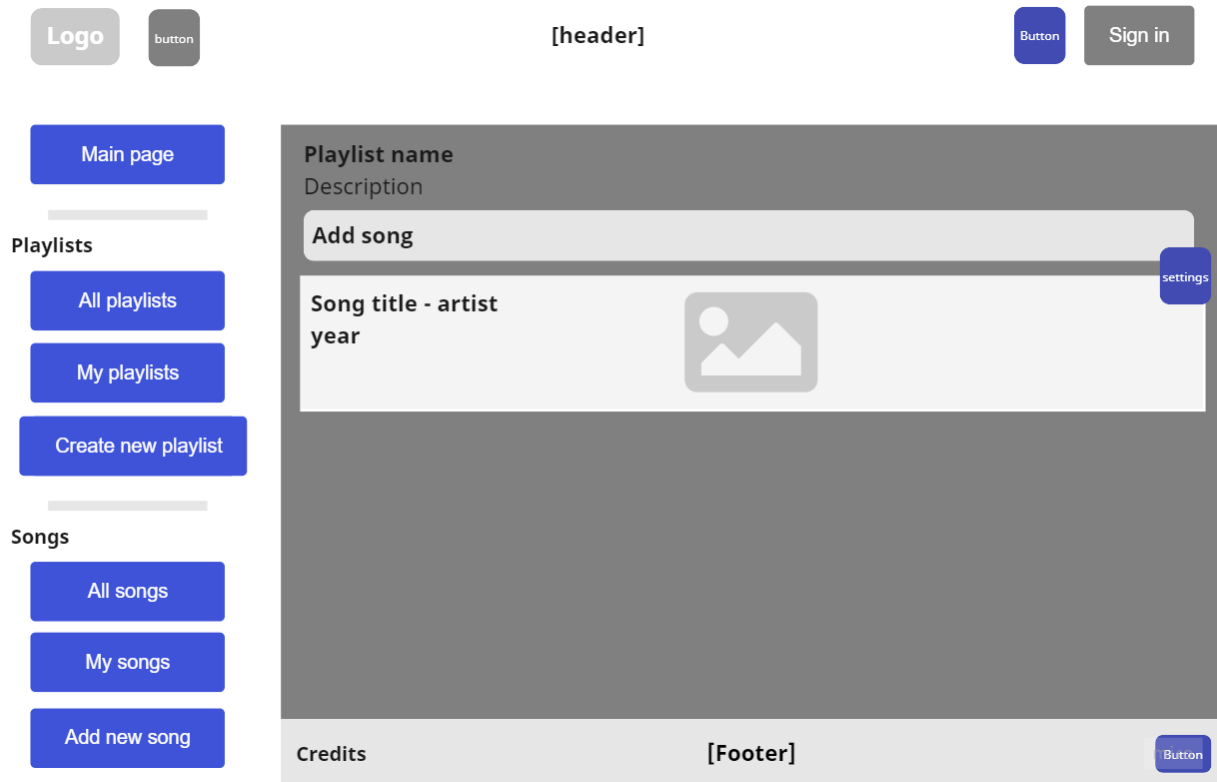 Logo
button
[header]
Button
Sign in
Main page
Playlists
All playlists
My playlists
Create new playlist
Songs
All songs
My songs
Add new song
Playlist name
Description
Add song
settings
Song title - artist
year
Credits
[Footer]
Button